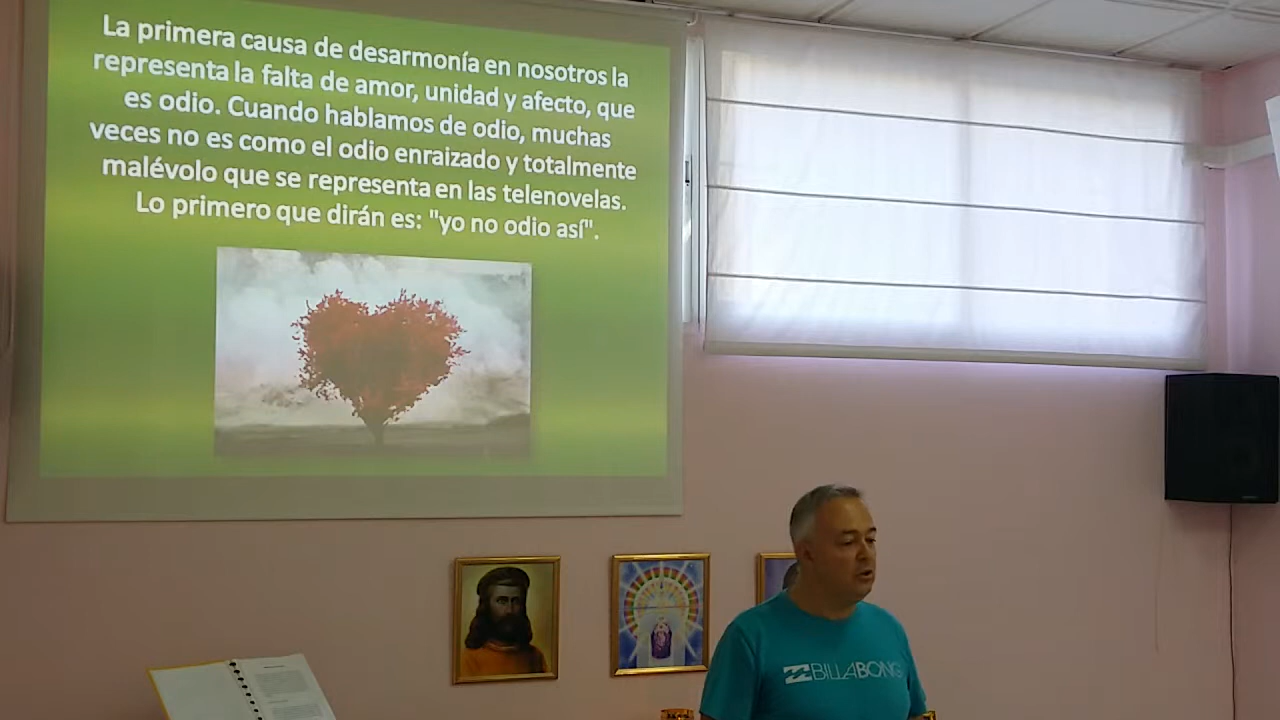 La primera causa de desarmonía en nosotros la
representa la falta de amor, unidad y afecto, que
es odio. Cuando hablamos de odio, muchas
veces no es como el odio enraizado y totalmente
malévolo que se representa en las telenovelas.
Lo primero que dirán es: "yo no odio así".
BILLABONG